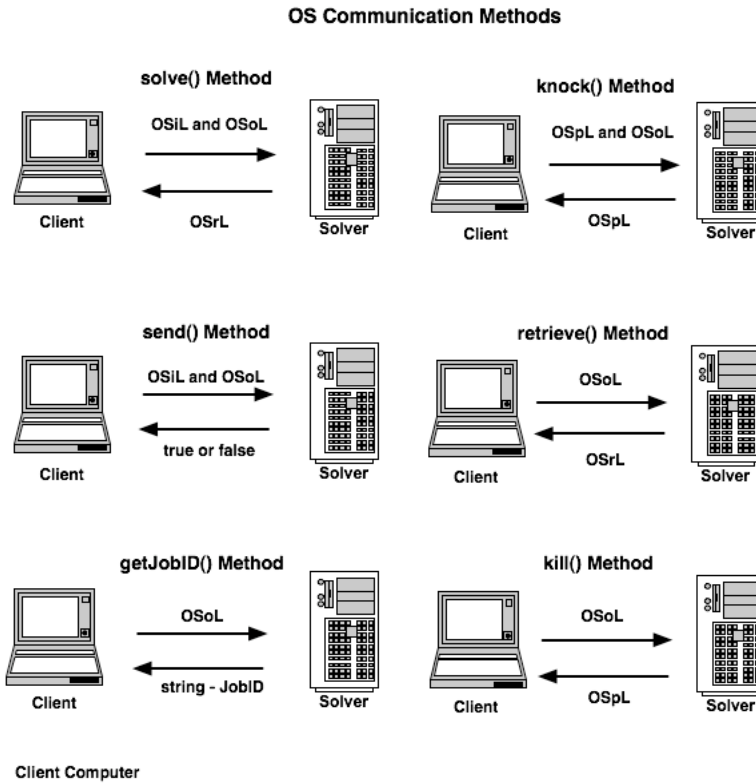 OS Communication Methods
solve() Method
OSiL and OSoL
OSrL
Client
Solver
knock() Method
OSpL and OSoL
OSpL
Client
Solver
send() Method
OSiL and OSoL
true or false
Client
Solver
retrieve() Method
OSoL
OSrL
Client
Solver
getJobID() Method
OSoL
string - JobID
Client
Solver
kill() Method
OSoL
OSpL
Client
Solver
Client Computer